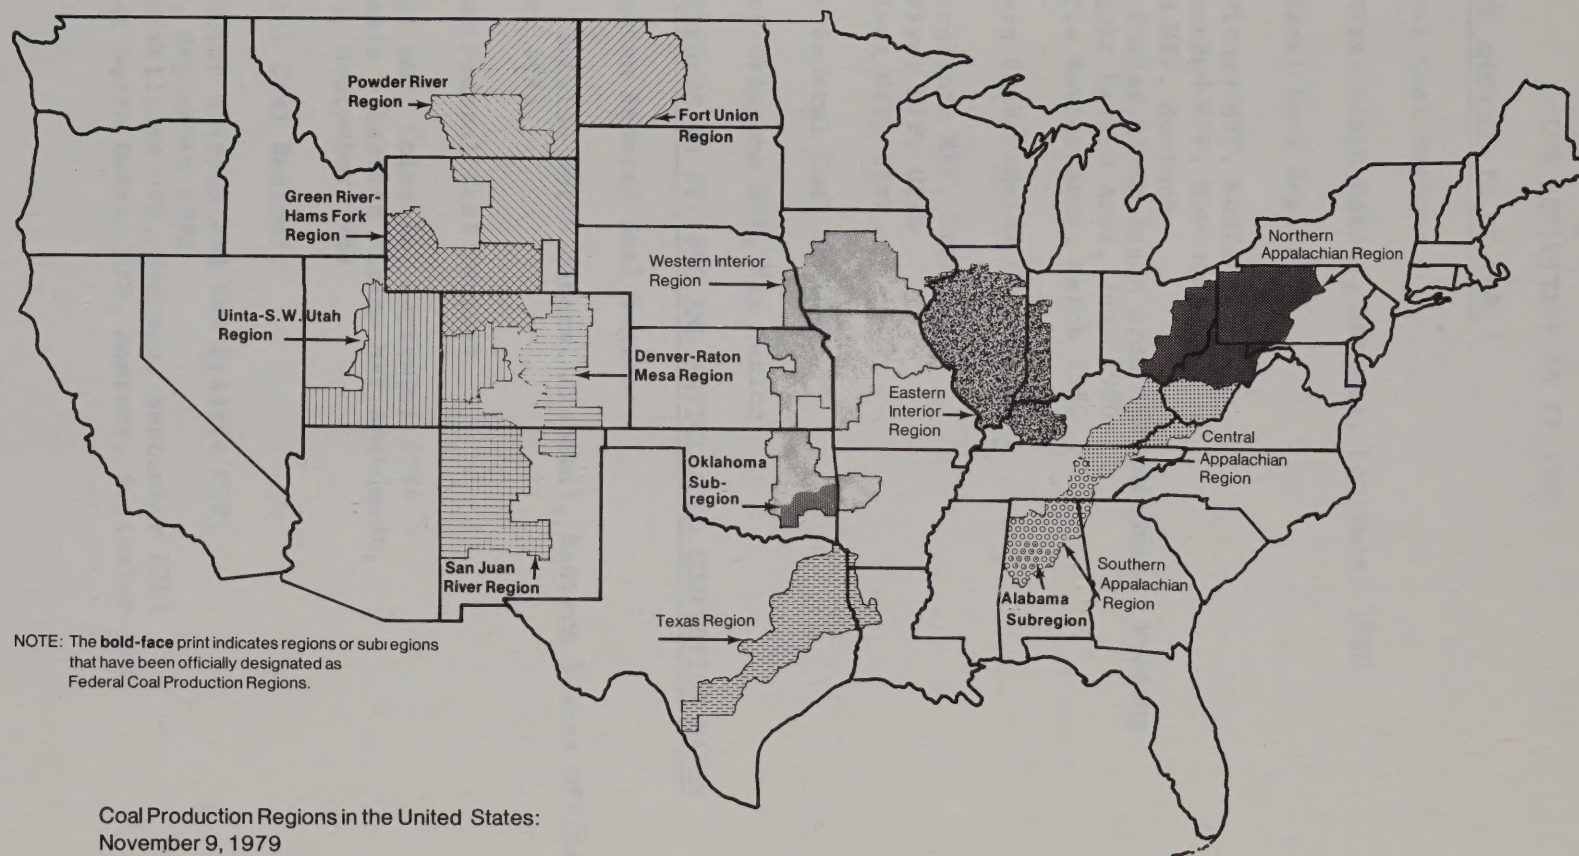 Powder River
Region
Fort Union
Region
Green River-
Hams Fork
Region
Western Interior
Region
Northern
Appalachian Region
Uinta-S.W. Utah
Region
Denver-Raton
Mesa Region
Eastern
Interior
Region
Central
Appalachian
Region
Oklahoma
Sub-
region
San Juan
River Region
Southern
Appalachian
Region
Alabama
Subregion
Texas Region
NOTE: The bold-face print indicates regions or subregions
that have been officially designated as
Federal Coal Production Regions.
Coal Production Regions in the United States:
November 9, 1979